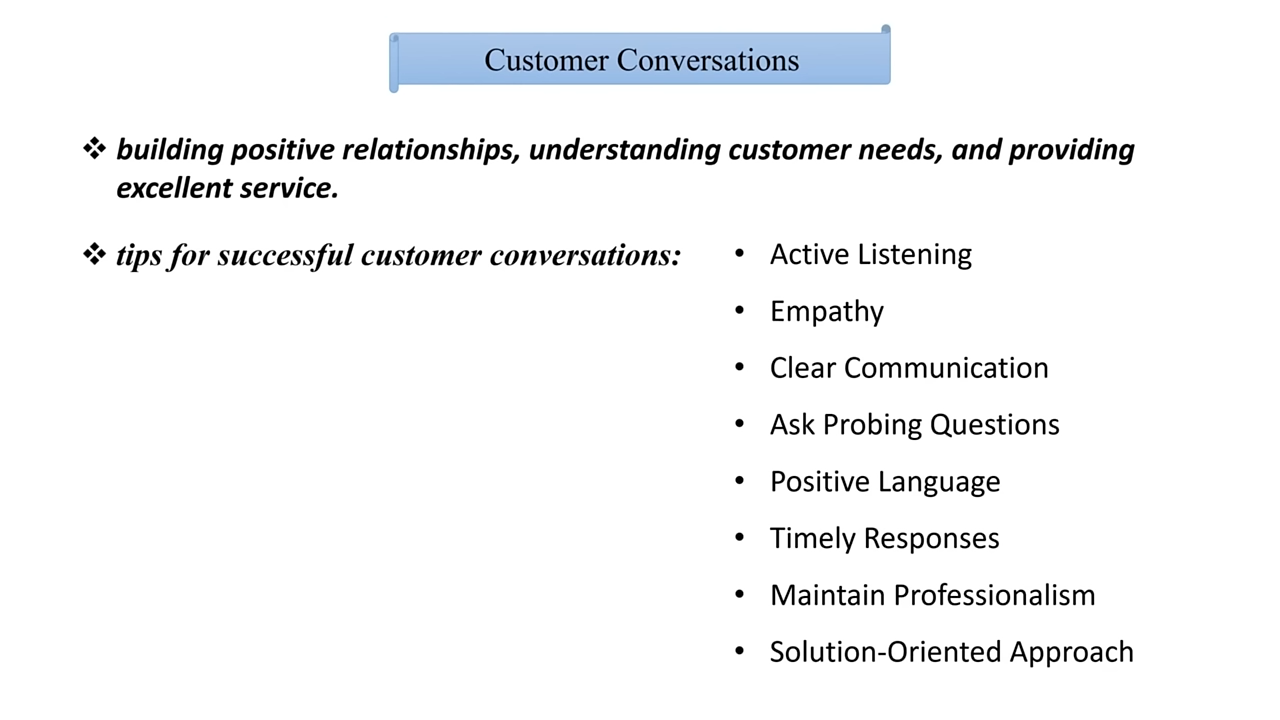 Customer Conversations
❖ building positive relationships, understanding customer needs, and providing
excellent service.
❖ tips for successful customer conversations:
• Active Listening
• Empathy
• Clear Communication
• Ask Probing Questions
• Positive Language
• Timely Responses
• Maintain Professionalism
• Solution-Oriented Approach